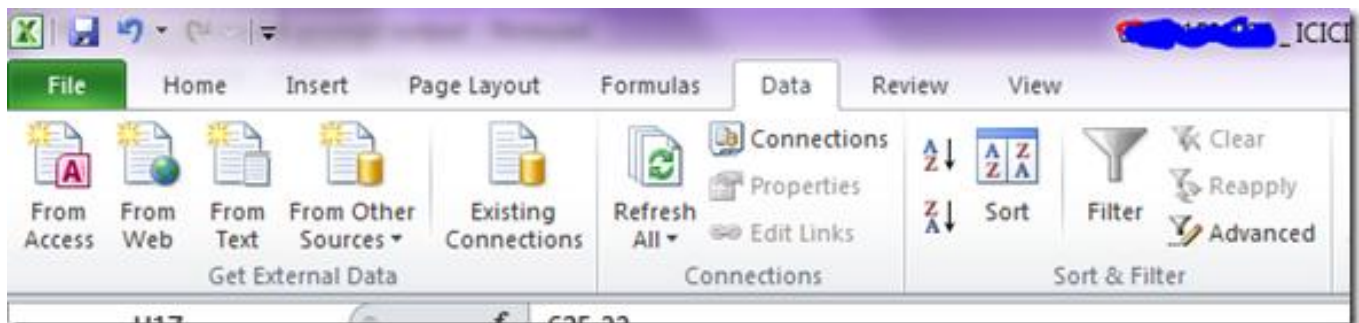 _ ICICI
File Home Insert Page Layout Formulas Data Review View
From Access From Web From Text From Other Sources Existing Connections Refresh All Connections Properties Edit Links Sort Filter Clear Reapply Advanced
Get External Data Connections Sort & Filter